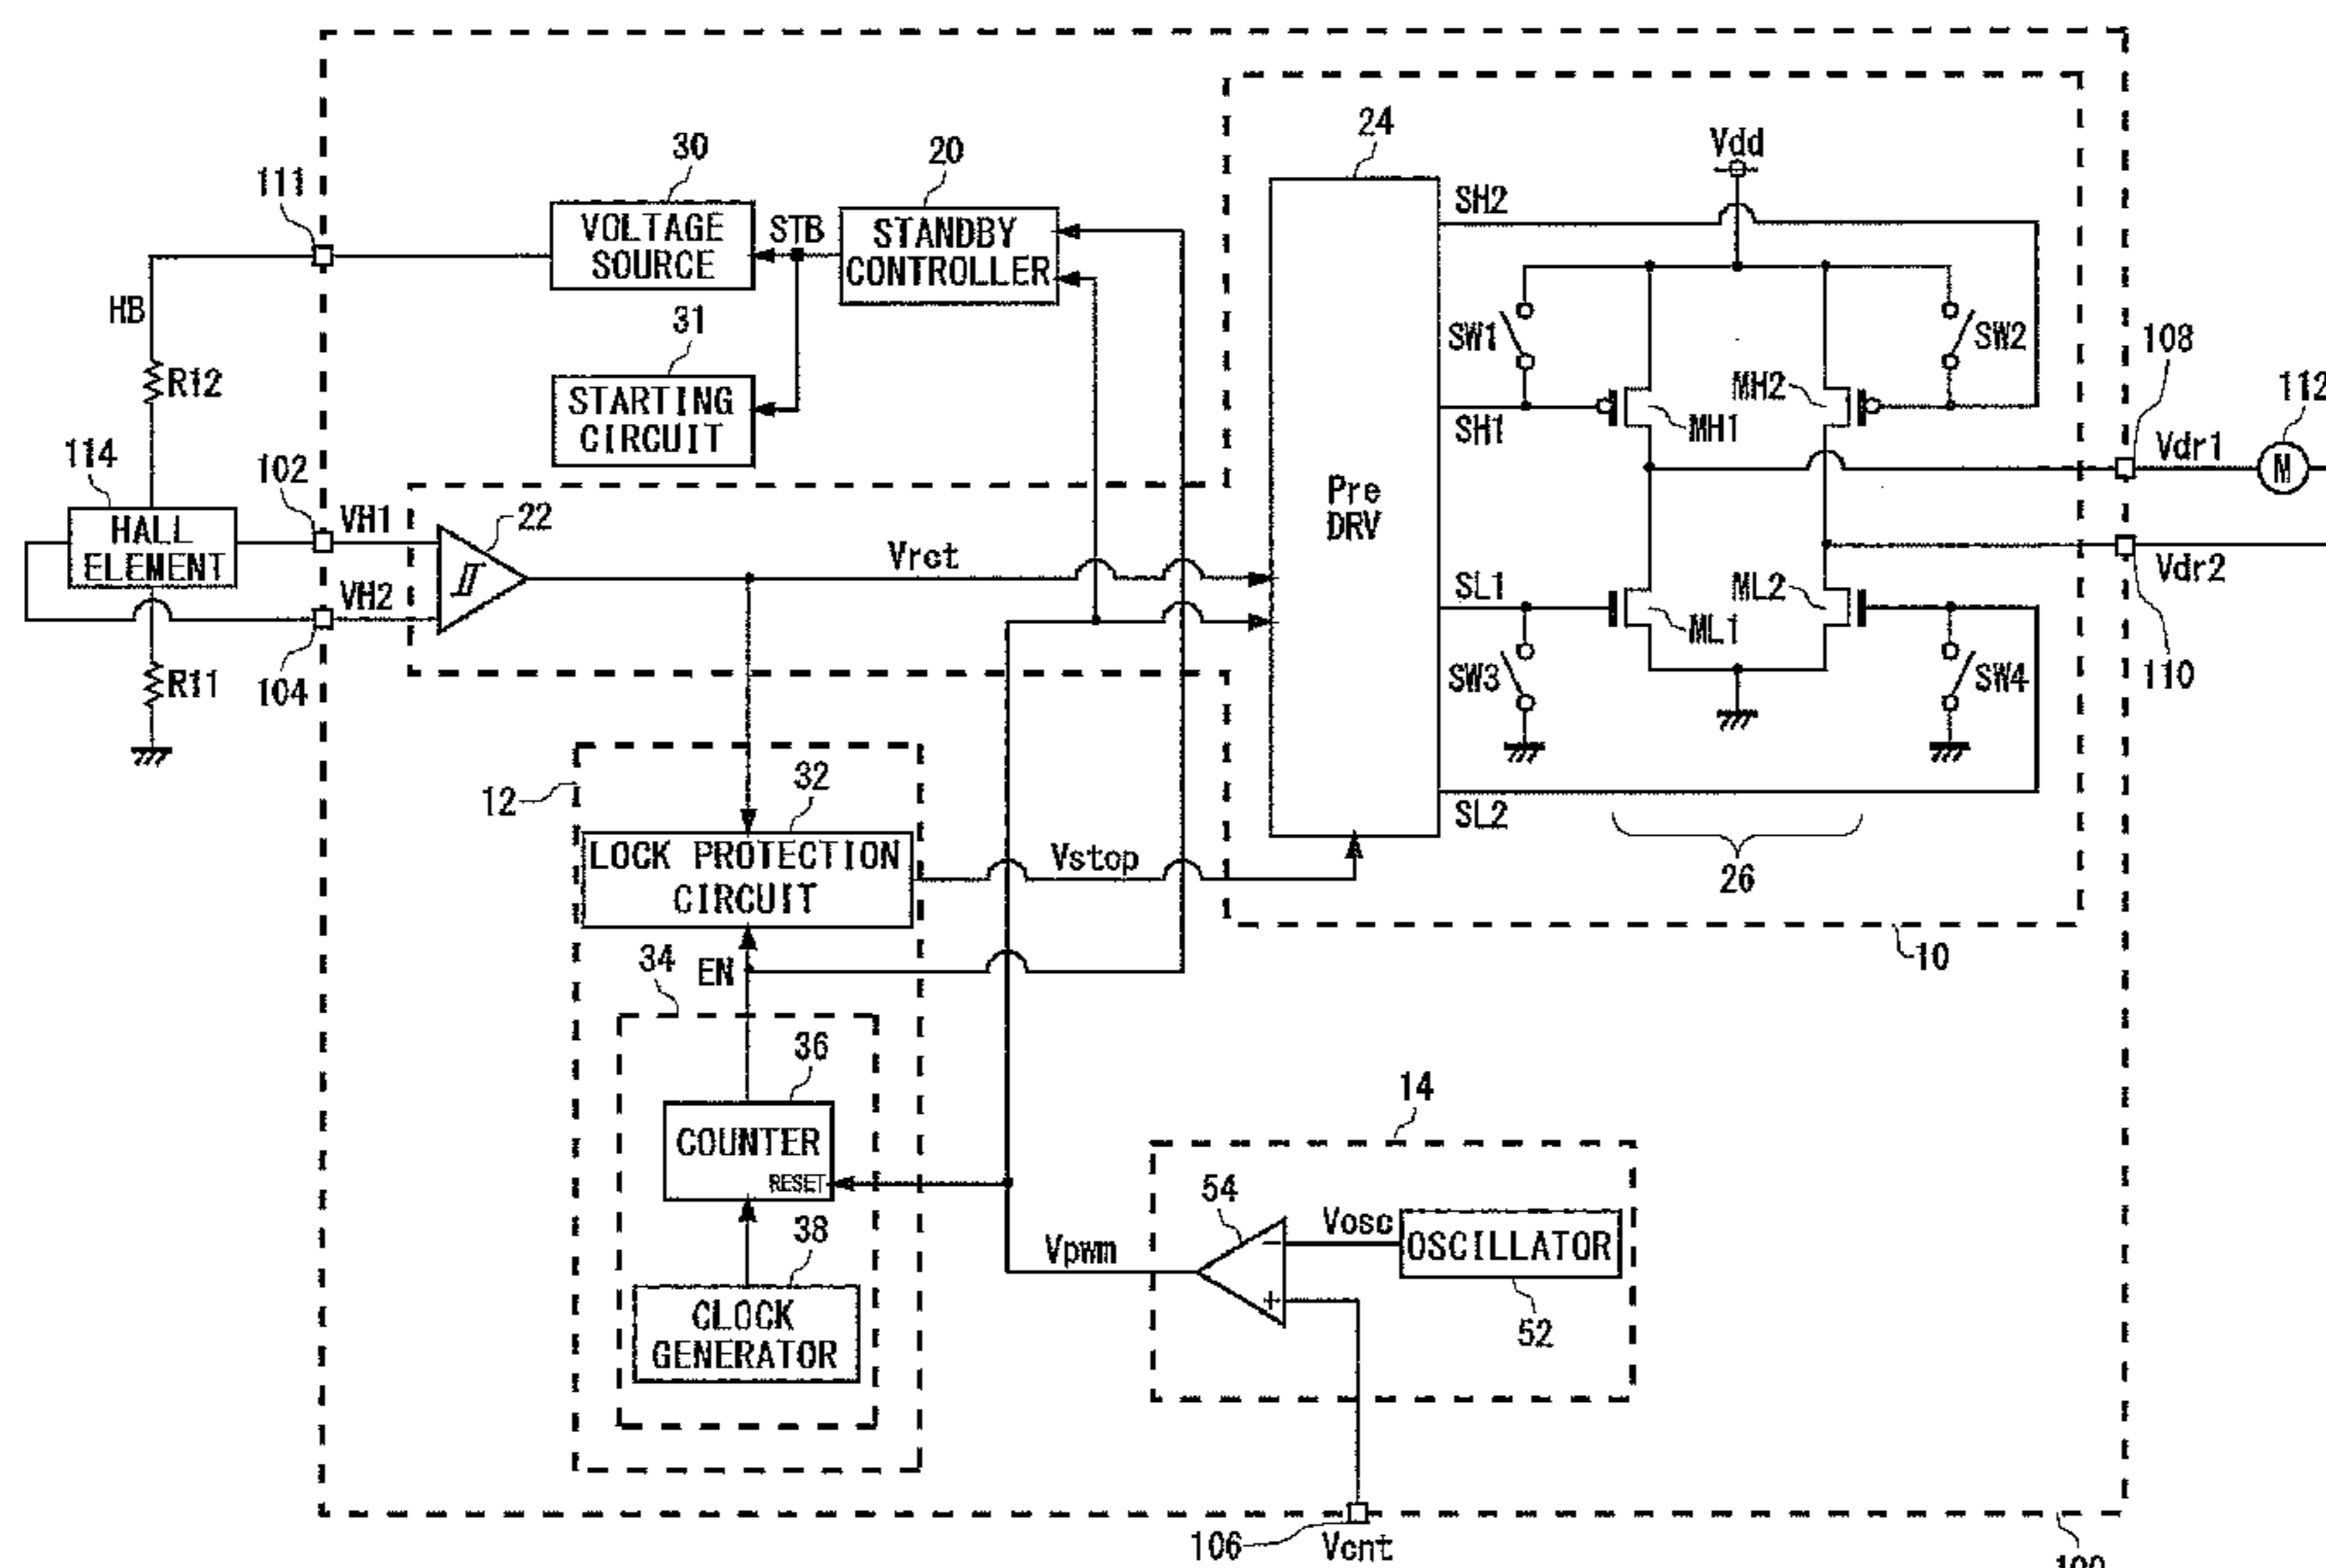 24
Vdd
30
20
111
VOLTAGE
SOURCE
STB
STANDBY
CONTROLLER
SH2
HB
31
SW1
SW2
108
R12
STARTING
CIRCUIT
SH1
MH1
MH2
112
114
102
Vdr1
M
HALL
ELEMENT
VH1
22
Pre
DRV
Vrct
VH2
SL1
ML2
Vdr2
R11
104
ML1
SW3
SW4
110
12
32
SL2
LOCK PROTECTION
CIRCUIT
Vstop
26
34
EN
10
36
14
COUNTER
RESET
54
38
Vosc
OSCILLATOR
Vpwm
CLOCK
GENERATOR
52
106
Vcnt